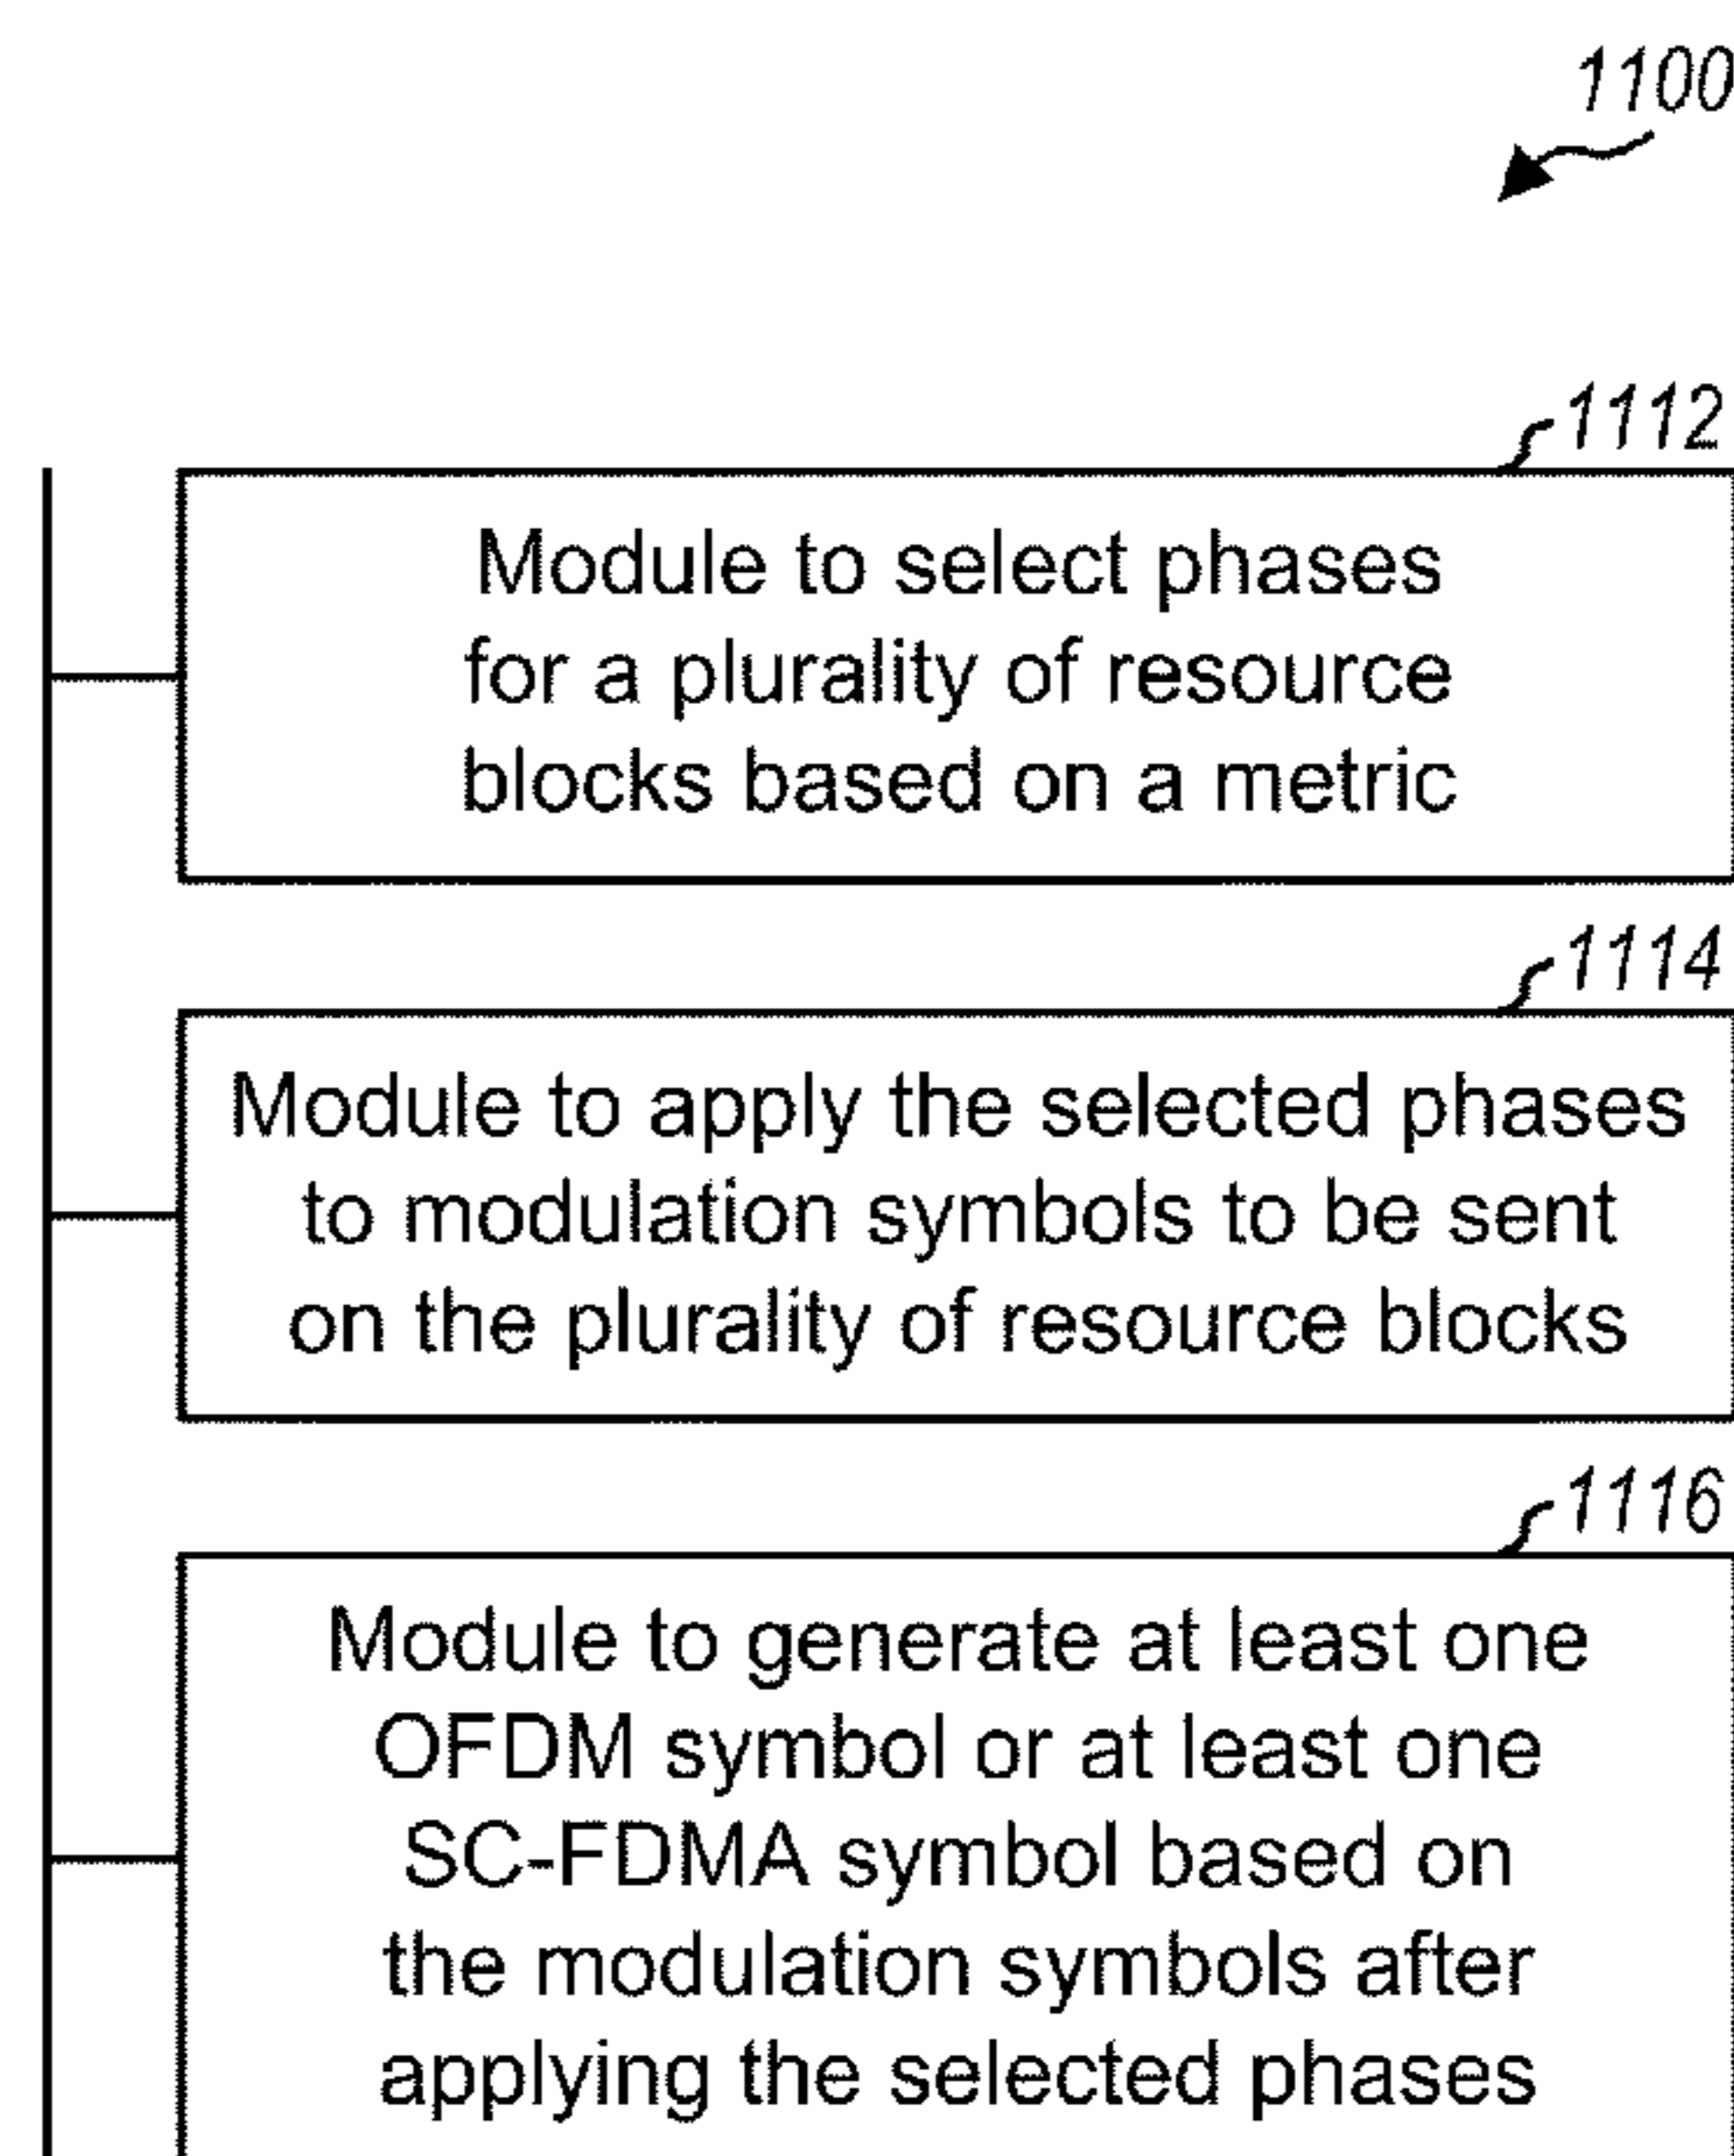 1100
1112
Module to select phases
for a plurality of resource
blocks based on a metric
1114
Module to apply the selected phases
to modulation symbols to be sent
on the plurality of resource blocks
1116
Module to generate at least one
OFDM symbol or at least one
SC-FDMA symbol based on
the modulation symbols after
applying the selected phases